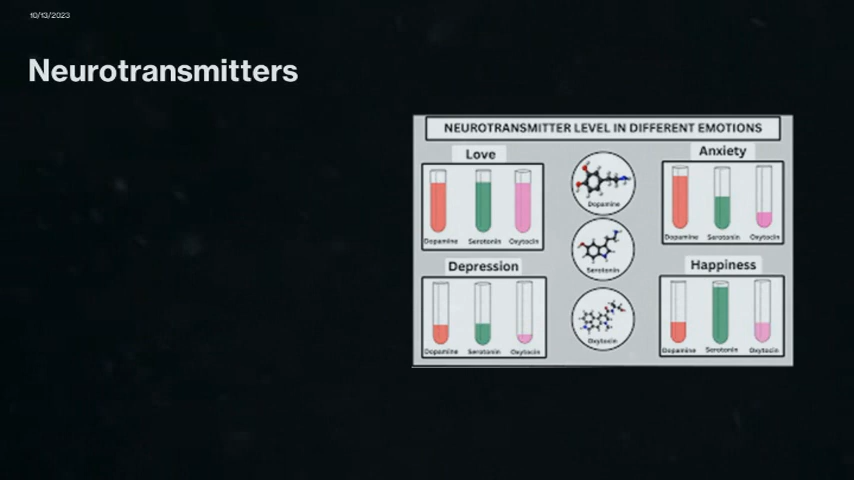 10/13/2023
Neurotransmitters
NEUROTRANSMITTER LEVEL IN DIFFERENT EMOTIONS
Love
Dopamine Serotonin Oxytocin
Anxiety
Dopamine Serotonin Oxytocin
Dopamine
Serotonin
Oxytocin
Depression
Dopamine Serotonin Oxytocin
Happiness
Dopamine Serotonin Oxytocin